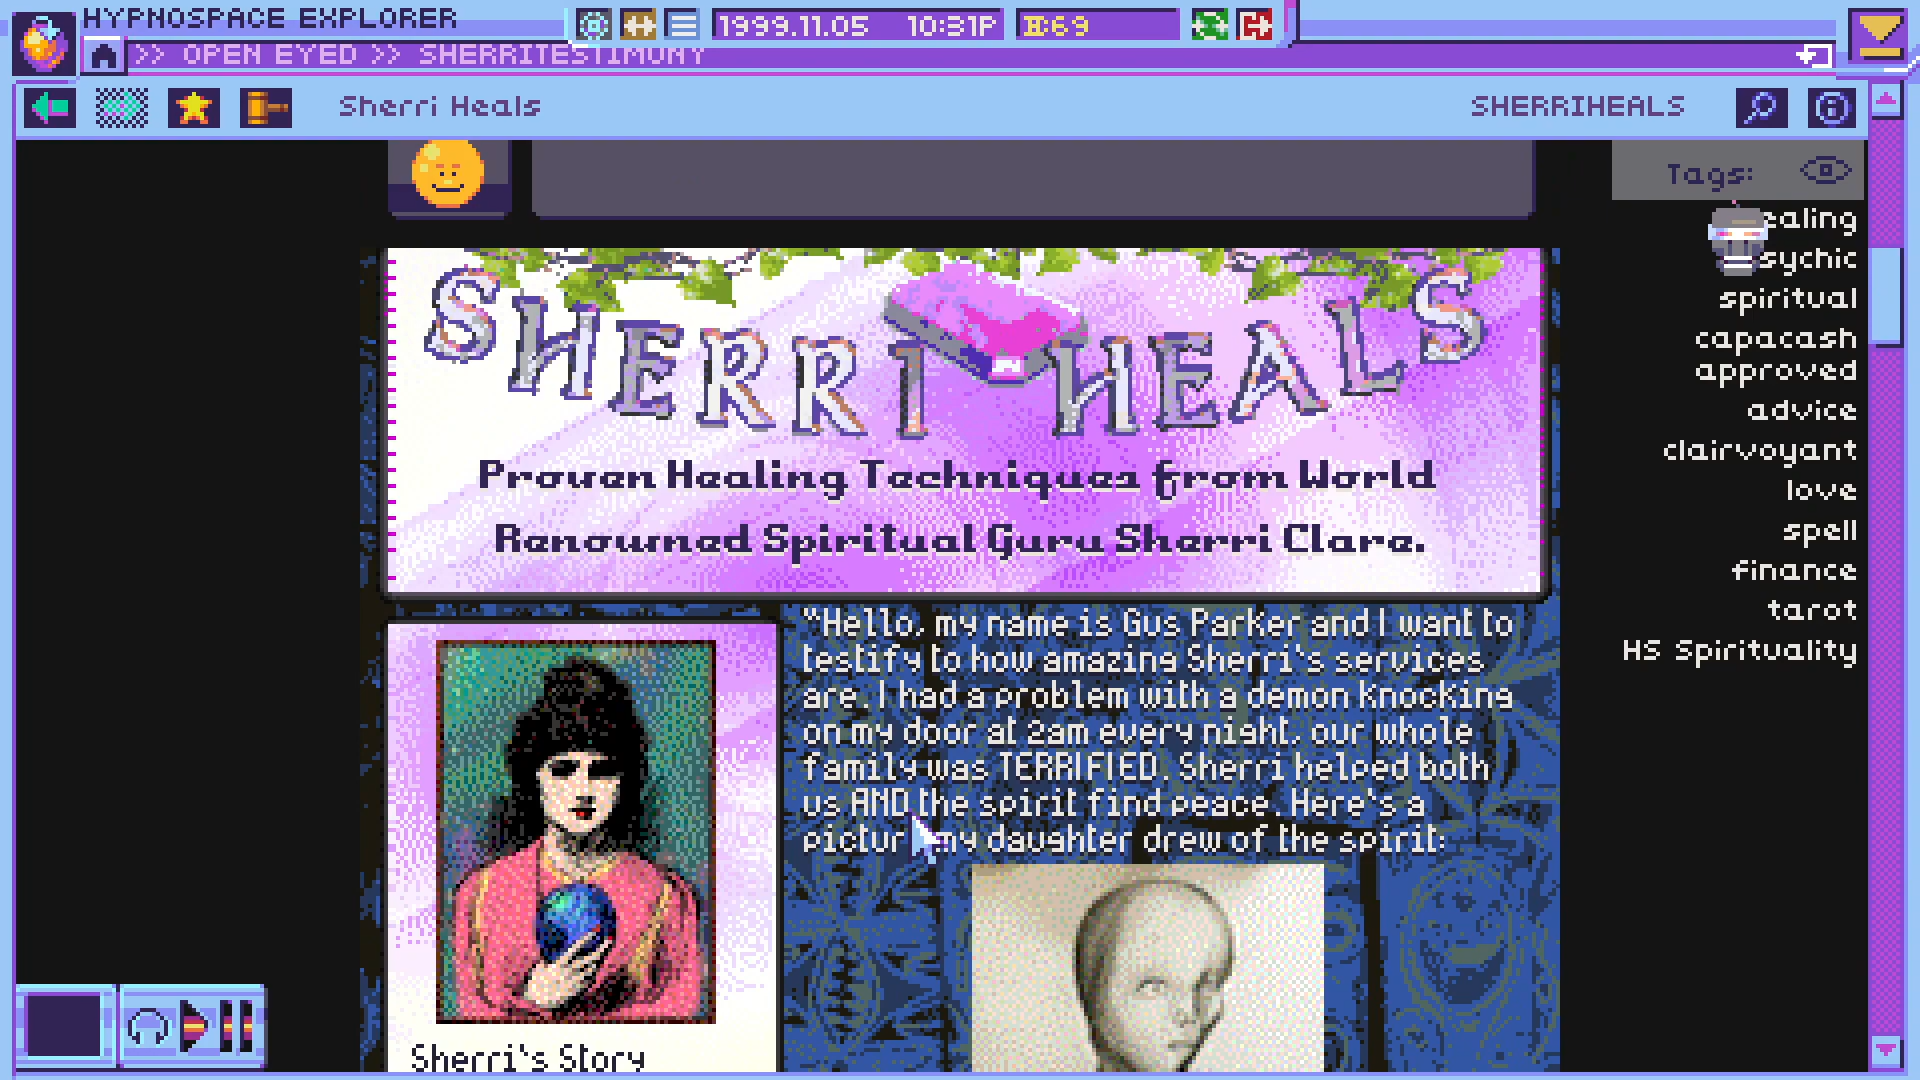 HYPNOSPACE EXPLORER
1999.11.05 10:31P
69
>> OPEN EYED >> SHERRITESTIMONY
Sherri Heals
SHERRIHEALS
Tags:
spiritual
capacash
approved
advice
clairvoyant
love
spell
finance
tarot
HS Spirituality
SHERRI HEALS
Proven Healing Techniques from World
Renowned Spiritual Guru Sherri Clare.
Sherri's Story
"Hello, my name is Gus Parker and I want to
testify to how amazing Sherri's services
are. I had a problem with a demon knocking
on my door at 2am every night, our whole
family was TERRIFIED. Sherri helped both
us AND the spirit find peace. Here's a
my daughter drew of the spirit: